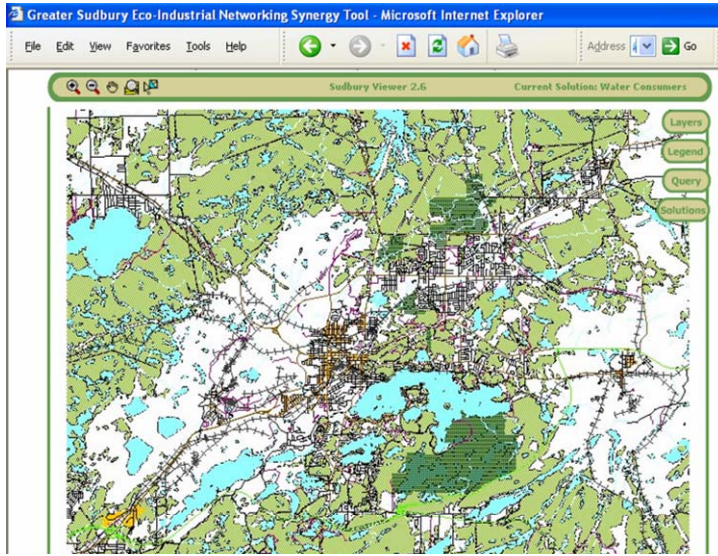 Greater Sudbury Eco-Industrial Networking Synergy Tool - Microsoft Internet Explorer
File Edit View Favorites Tools Help Address Go
Sudbury Viewer 2.6 Current Solution: Water Consumers
Layers
Legend
Query
Solutions